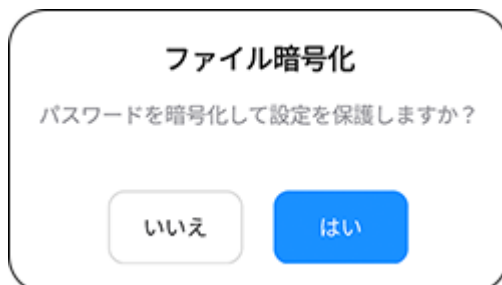 ファイル暗号化
パスワードを暗号化して設定を保護しますか？
いいえ
はい